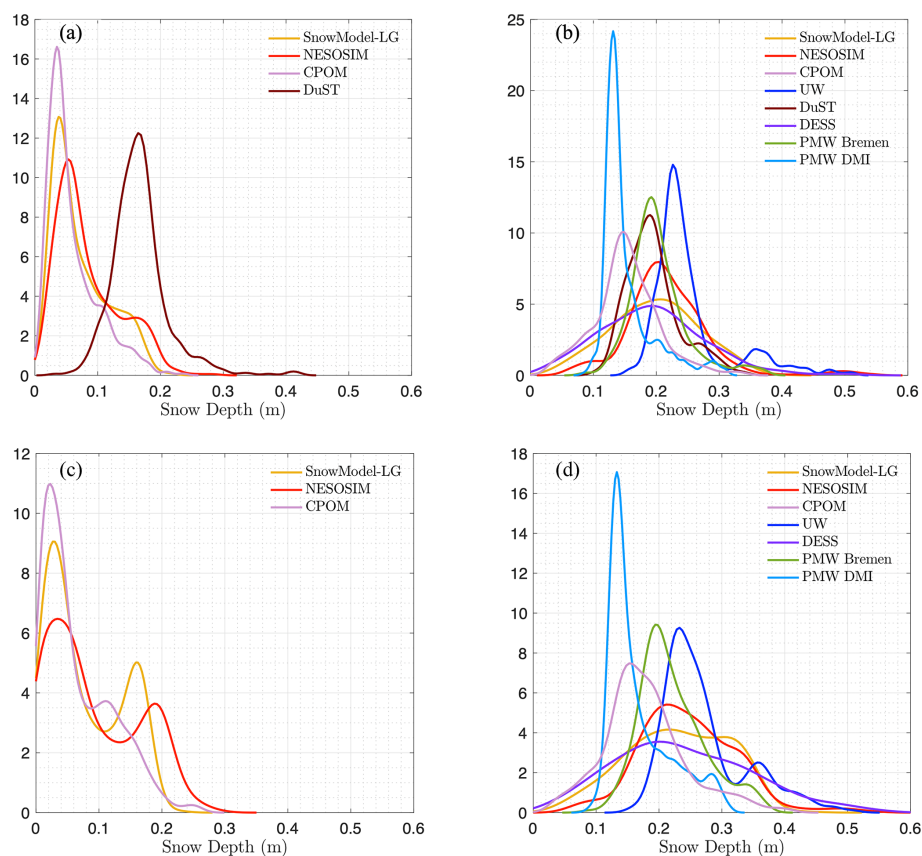 (a)
SnowModel-LG
NESOSIM
CPOM
DuST
18
16
14
12
10
8
6
4
2
0
0
0.1
0.2
0.3
0.4
0.5
0.6
Snow Depth (m)
(b)
SnowModel-LG
NESOSIM
CPOM
UW
DuST
DESS
PMW Bremen
PMW DMI
25
20
15
10
5
0
0
0.1
0.2
0.3
0.4
0.5
0.6
Snow Depth (m)
(c)
SnowModel-LG
NESOSIM
CPOM
12
10
8
6
4
2
0
0
0.1
0.2
0.3
0.4
0.5
0.6
Snow Depth (m)
(d)
SnowModel-LG
NESOSIM
CPOM
UW
DESS
PMW Bremen
PMW DMI
18
16
14
12
10
8
6
4
2
0
0
0.1
0.2
0.3
0.4
0.5
0.6
Snow Depth (m)